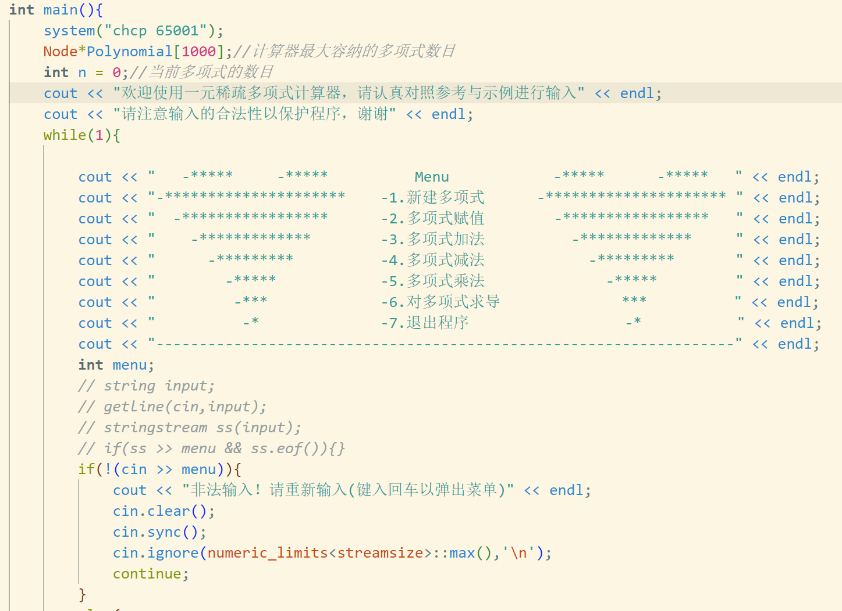 int main(){
system("chcp 65001");
Node*Polynomial[1000];//计算器最大容纳的多项式数目
int n = 0;//当前多项式的数目
cout << "欢迎使用一元稀疏多项式计算器，请认真对照参考与示例进行输入" << endl;
cout << "请注意输入的合法性以保护程序，谢谢" << endl;
while(1){
cout << "   -*****     -*****          Menu            -*****      -*****   " << endl;
cout << "-*********************    -1.新建多项式      -********************* " << endl;
cout << "  -*****************      -2.多项式赋值        -*****************   " << endl;
cout << "    -*************        -3.多项式加法          -*************     " << endl;
cout << "      -*********          -4.多项式减法            -*********       " << endl;
cout << "        -*****            -5.多项式乘法              -*****         " << endl;
cout << "         -***             -6.对多项式求导              ***          " << endl;
cout << "          -*              -7.退出程序                  -*           " << endl;
cout << "-------------------------------------------------------------------" << endl;
int menu;
// string input;
// getline(cin,input);
// stringstream ss(input);
// if(ss >> menu && ss.eof()){}
if(!(cin >> menu)){
cout << "非法输入！请重新输入(键入回车以弹出菜单)" << endl;
cin.clear();
cin.sync();
cin.ignore(numeric_limits<streamsize>::max(),'\n');
continue;
}